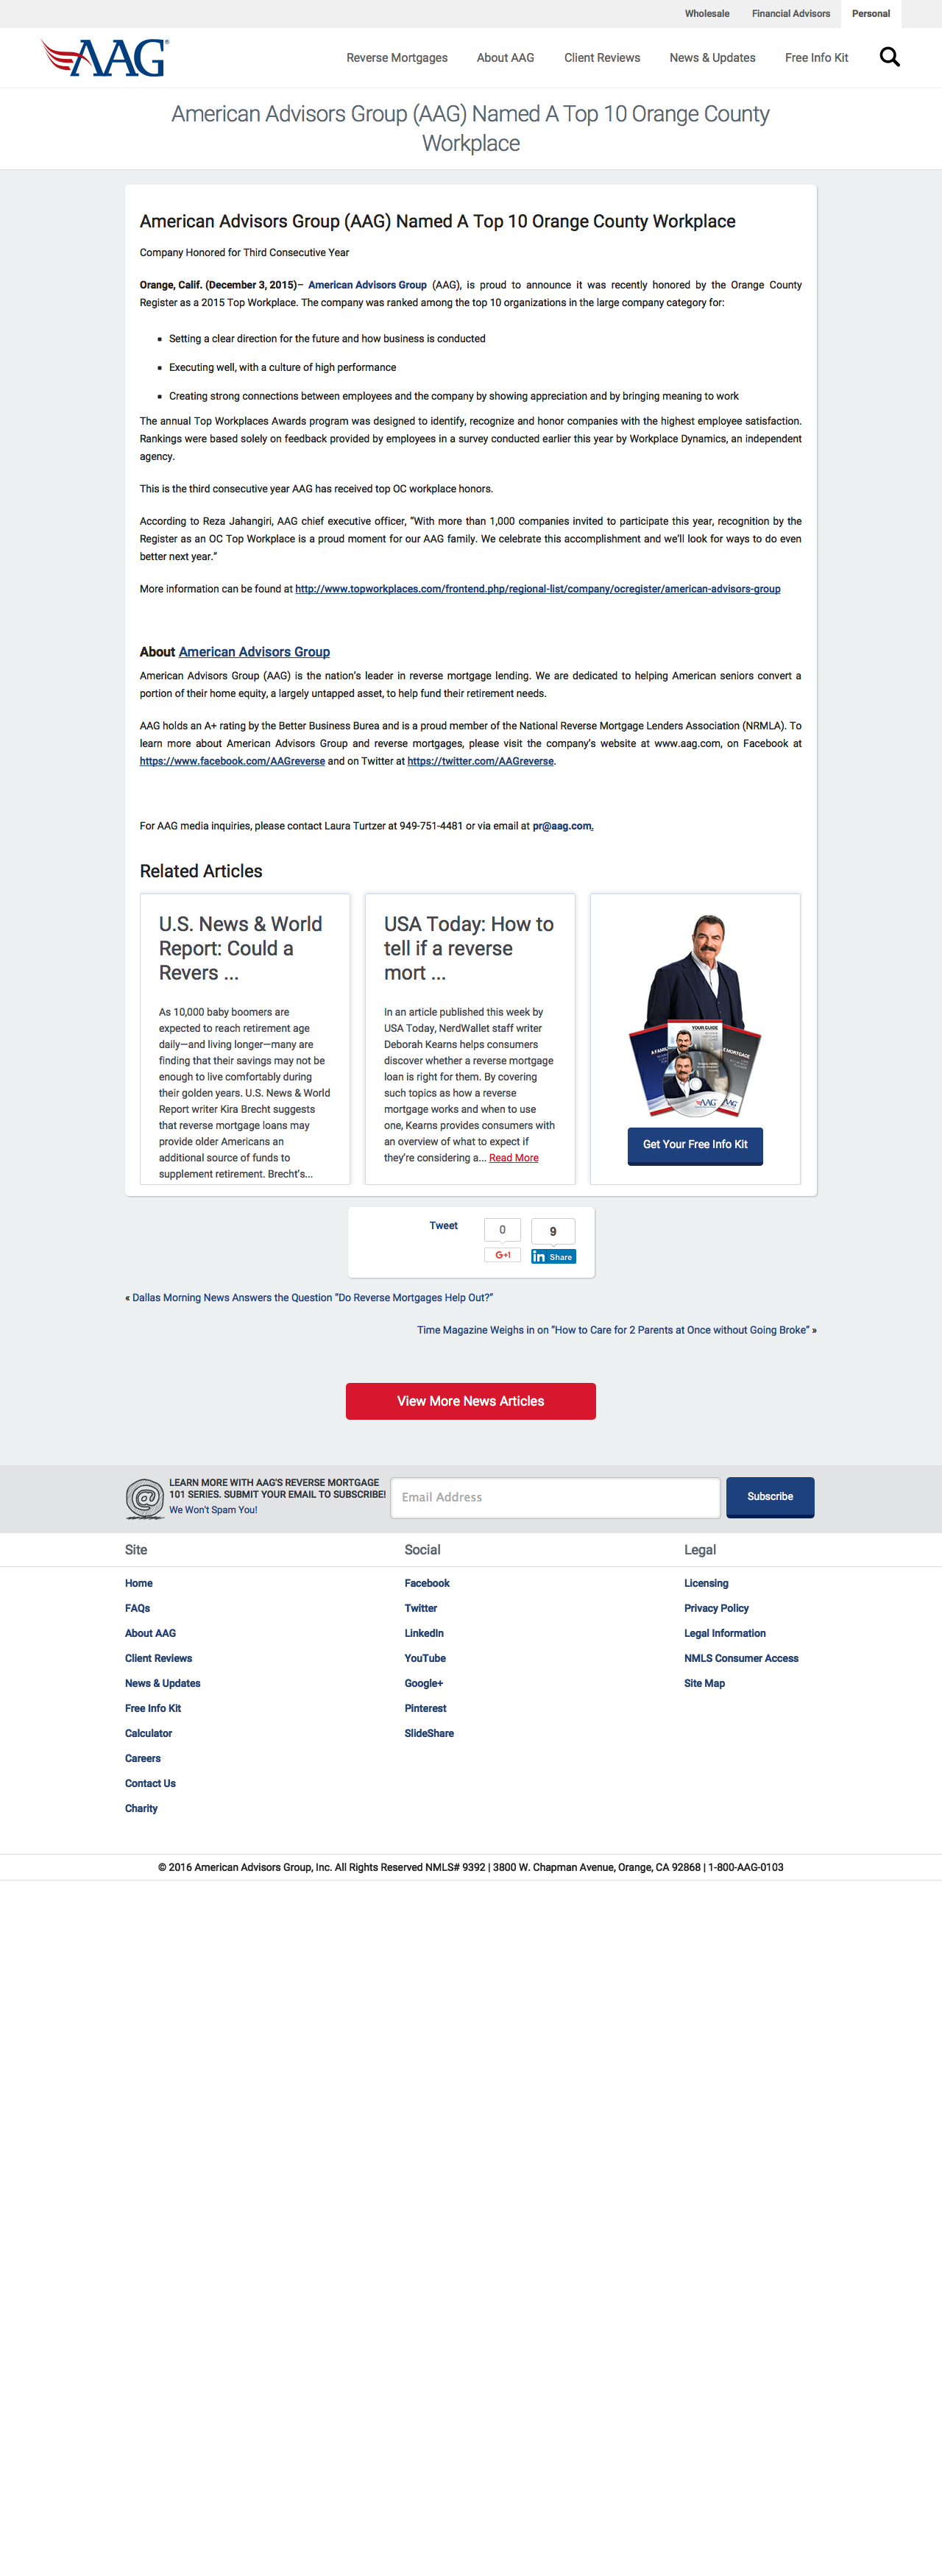 Wholesale Financial Advisors Personal
AAG®
Reverse Mortgages About AAG Client Reviews News & Updates Free Info Kit
American Advisors Group (AAG) Named A Top 10 Orange County
Workplace
American Advisors Group (AAG) Named A Top 10 Orange County Workplace
Company Honored for Third Consecutive Year
Orange, Calif. (December 3, 2015)– American Advisors Group (AAG), is proud to announce it was recently honored by the Orange County
Register as a 2015 Top Workplace. The company was ranked among the top 10 organizations in the large company category for:
▪ Setting a clear direction for the future and how business is conducted
▪ Executing well, with a culture of high performance
▪ Creating strong connections between employees and the company by showing appreciation and by bringing meaning to work
The annual Top Workplaces Awards program was designed to identify, recognize and honor companies with the highest employee satisfaction.
Rankings were based solely on feedback provided by employees in a survey conducted earlier this year by Workplace Dynamics, an independent
agency.
This is the third consecutive year AAG has received top OC workplace honors.
According to Reza Jahangiri, AAG chief executive officer, “With more than 1,000 companies invited to participate this year, recognition by the
Register as an OC Top Workplace is a proud moment for our AAG family. We celebrate this accomplishment and we’ll look for ways to do even
better next year.”
More information can be found at http://www.topworkplaces.com/frontend.php/regional-list/company/ocregister/american-advisors-group
About American Advisors Group
American Advisors Group (AAG) is the nation’s leader in reverse mortgage lending. We are dedicated to helping American seniors convert a
portion of their home equity, a largely untapped asset, to help fund their retirement needs.
AAG holds an A+ rating by the Better Business Burea and is a proud member of the National Reverse Mortgage Lenders Association (NRMLA). To
learn more about American Advisors Group and reverse mortgages, please visit the company’s website at www.aag.com, on Facebook at
https://www.facebook.com/AAGreverse and on Twitter at https://twitter.com/AAGreverse.
For AAG media inquiries, please contact Laura Turtzer at 949-751-4481 or via email at pr@aag.com.
Related Articles
U.S. News & World
Report: Could a
Revers ...
As 10,000 baby boomers are
expected to reach retirement age
daily—and living longer—many are
finding that their savings may not be
enough to live comfortably during
their golden years. U.S. News & World
Report writer Kira Brecht suggests
that reverse mortgage loans may
provide older Americans an
additional source of funds to
supplement retirement. Brecht’s...
USA Today: How to
tell if a reverse
mort ...
In an article published this week by
USA Today, NerdWallet staff writer
Deborah Kearns helps consumers
discover whether a reverse mortgage
loan is right for them. By covering
such topics as how a reverse
mortgage works and when to use
one, Kearns provides consumers with
an overview of what to expect if
they’re considering a... Read More
YOUR GUIDE
AAG
AAG
Get Your Free Info Kit
Tweet
0
G+1
9
in Share
« Dallas Morning News Answers the Question “Do Reverse Mortgages Help Out?”
Time Magazine Weighs in on “How to Care for 2 Parents at Once without Going Broke” »
View More News Articles
LEARN MORE WITH AAG'S REVERSE MORTGAGE
101 SERIES. SUBMIT YOUR EMAIL TO SUBSCRIBE!
We Won't Spam You!
Email Address
Subscribe
Site
Home
FAQs
About AAG
Client Reviews
News & Updates
Free Info Kit
Calculator
Careers
Contact Us
Charity
Social
Facebook
Twitter
LinkedIn
YouTube
Google+
Pinterest
SlideShare
Legal
Licensing
Privacy Policy
Legal Information
NMLS Consumer Access
Site Map
© 2016 American Advisors Group, Inc. All Rights Reserved NMLS# 9392 | 3800 W. Chapman Avenue, Orange, CA 92868 | 1-800-AAG-0103